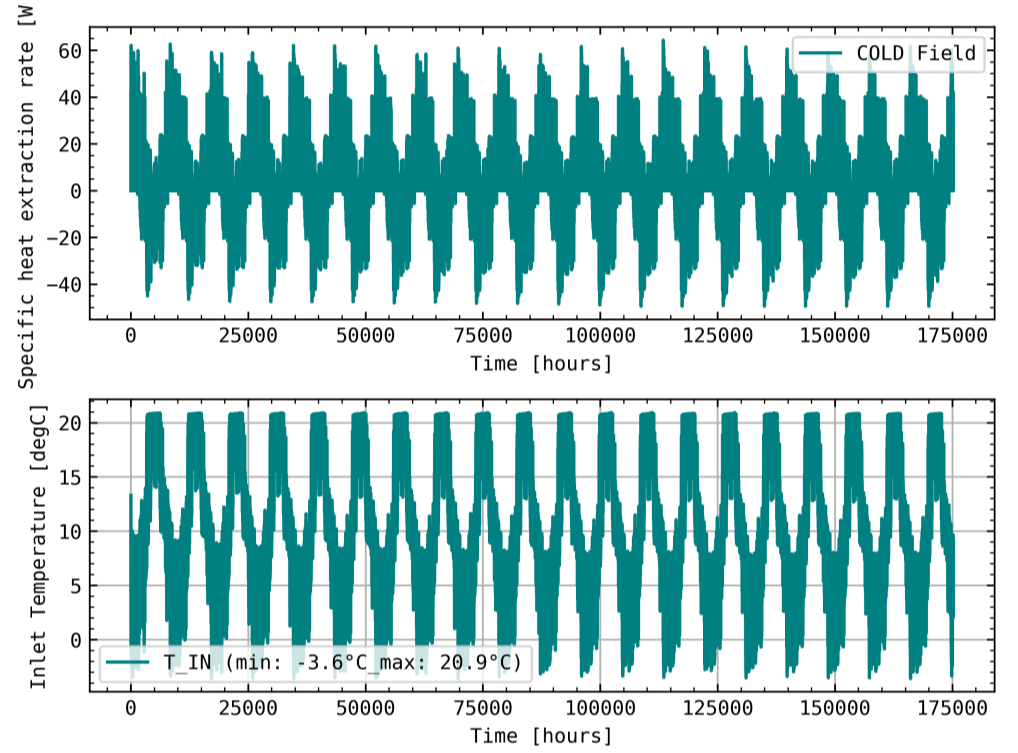 Specific heat extraction rate [W
60
40
20
0
−20
−40
COLD Field
0 25000 50000 75000 100000 125000 150000 175000
Time [hours]
Inlet Temperature [degC]
20
15
10
5
0
T_IN (min: -3.6°C_max: 20.9°C)
0 25000 50000 75000 100000 125000 150000 175000
Time [hours]